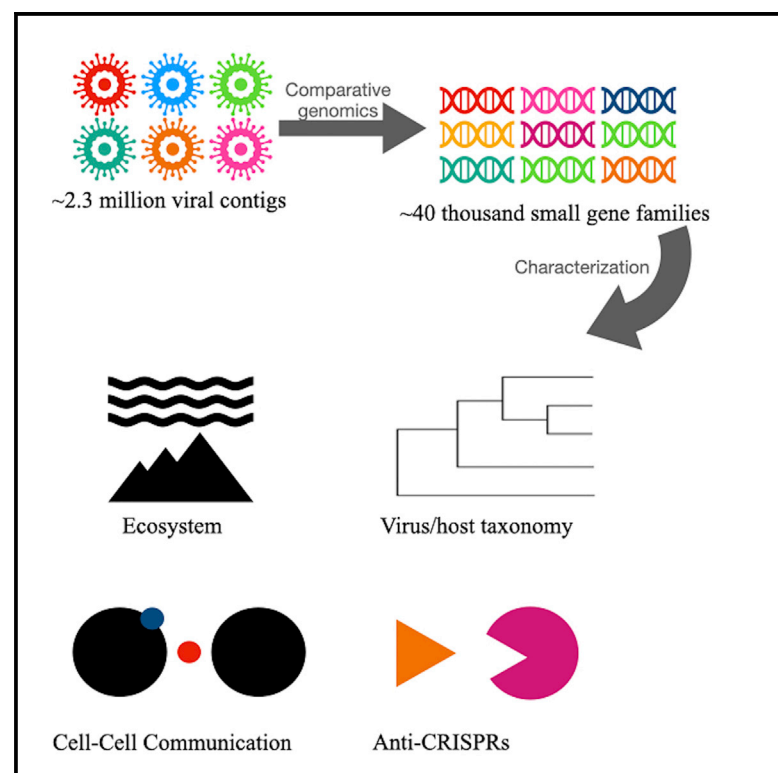 Comparative
genomics
~2.3 million viral contigs
~40 thousand small gene families
Characterization
Ecosystem
Virus/host taxonomy
Cell-Cell Communication
Anti-CRISPRs